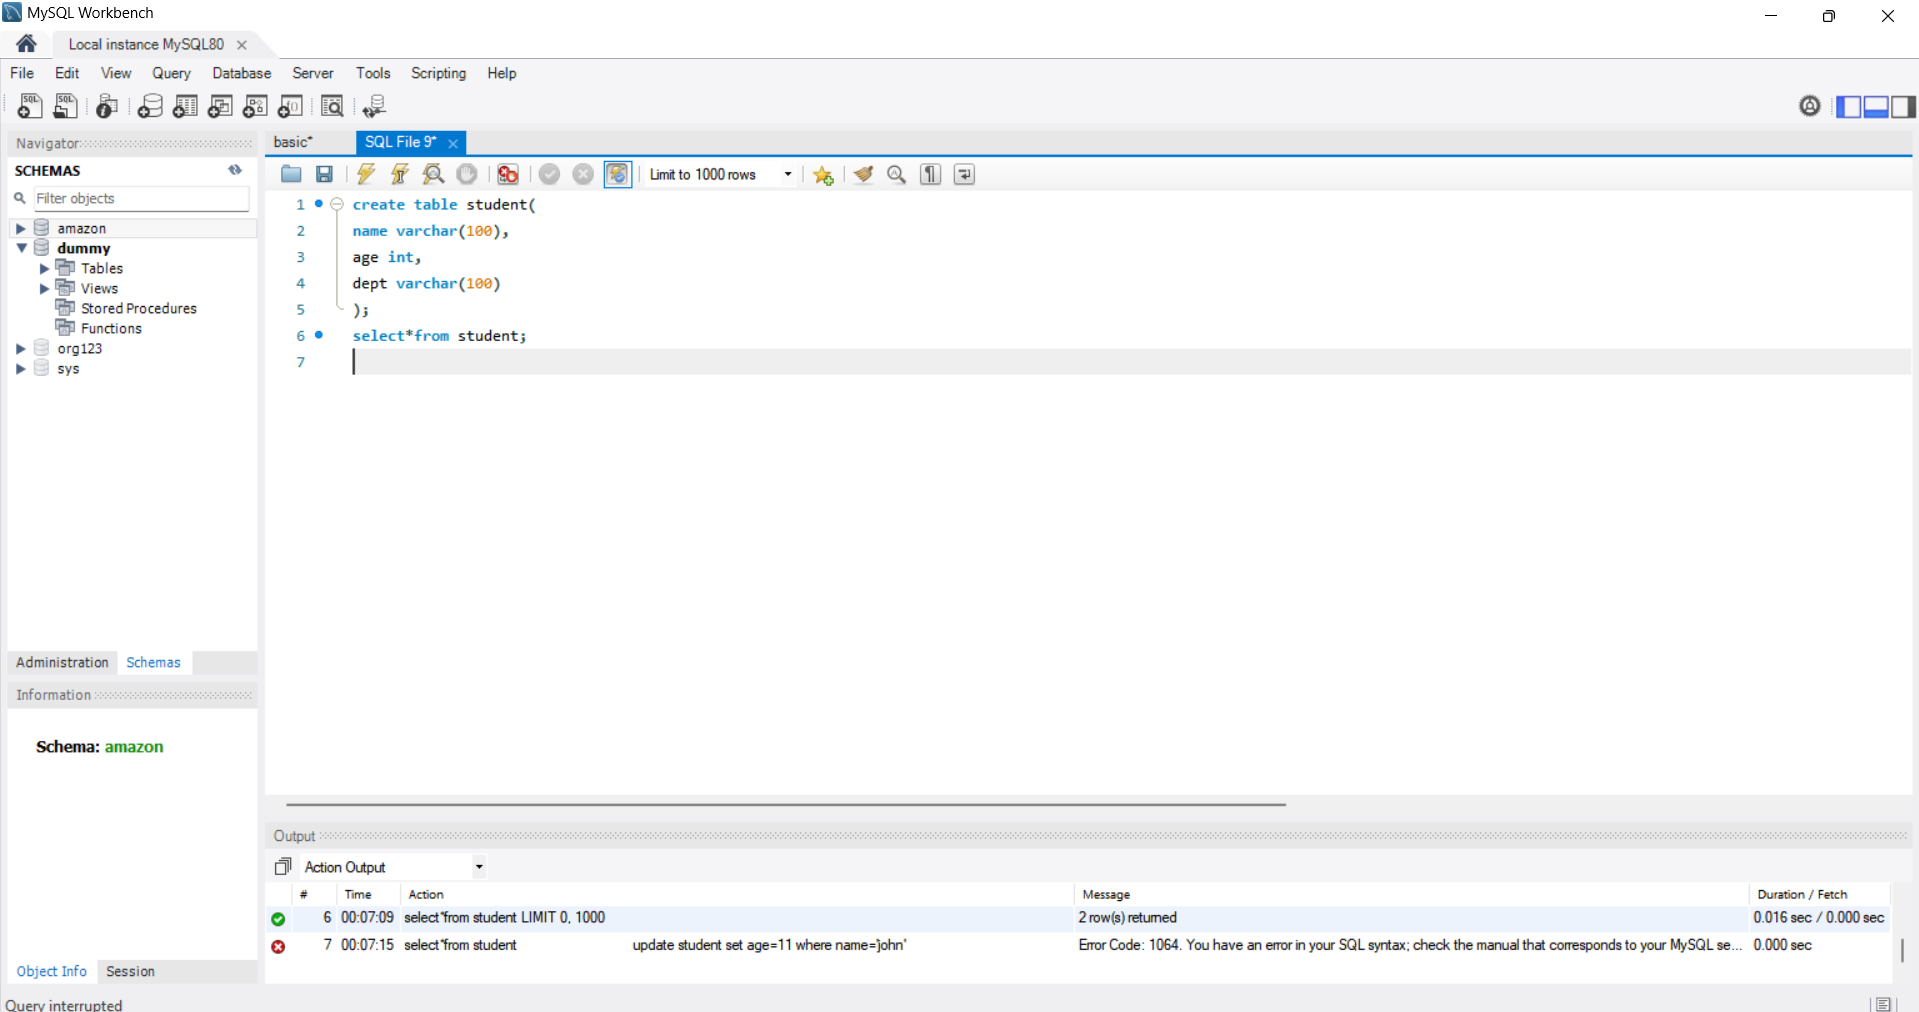 MySQL Workbench
Local instance MySQL80
File Edit View Query Database Server Tools Scripting Help
Navigator
SCHEMAS
Filter objects
amazon
dummy
Tables
Views
Stored Procedures
Functions
org123
sys
Administration Schemas
Information
Schema: amazon
Object Info Session
Query interrupted
basic* SQL File 9*
Limit to 1000 rows
1 create table student(
2 name varchar(100),
3 age int,
4 dept varchar(100)
5 );
6 select*from student;
7
Output
Action Output
# Time Action Message Duration / Fetch
6 00:07:09 select*from student LIMIT 0, 1000 2 row(s) returned 0.016 sec / 0.000 sec
7 00:07:15 select*from student update student set age=11 where name='john' Error Code: 1064. You have an error in your SQL syntax; check the manual that corresponds to your MySQL se... 0.000 sec